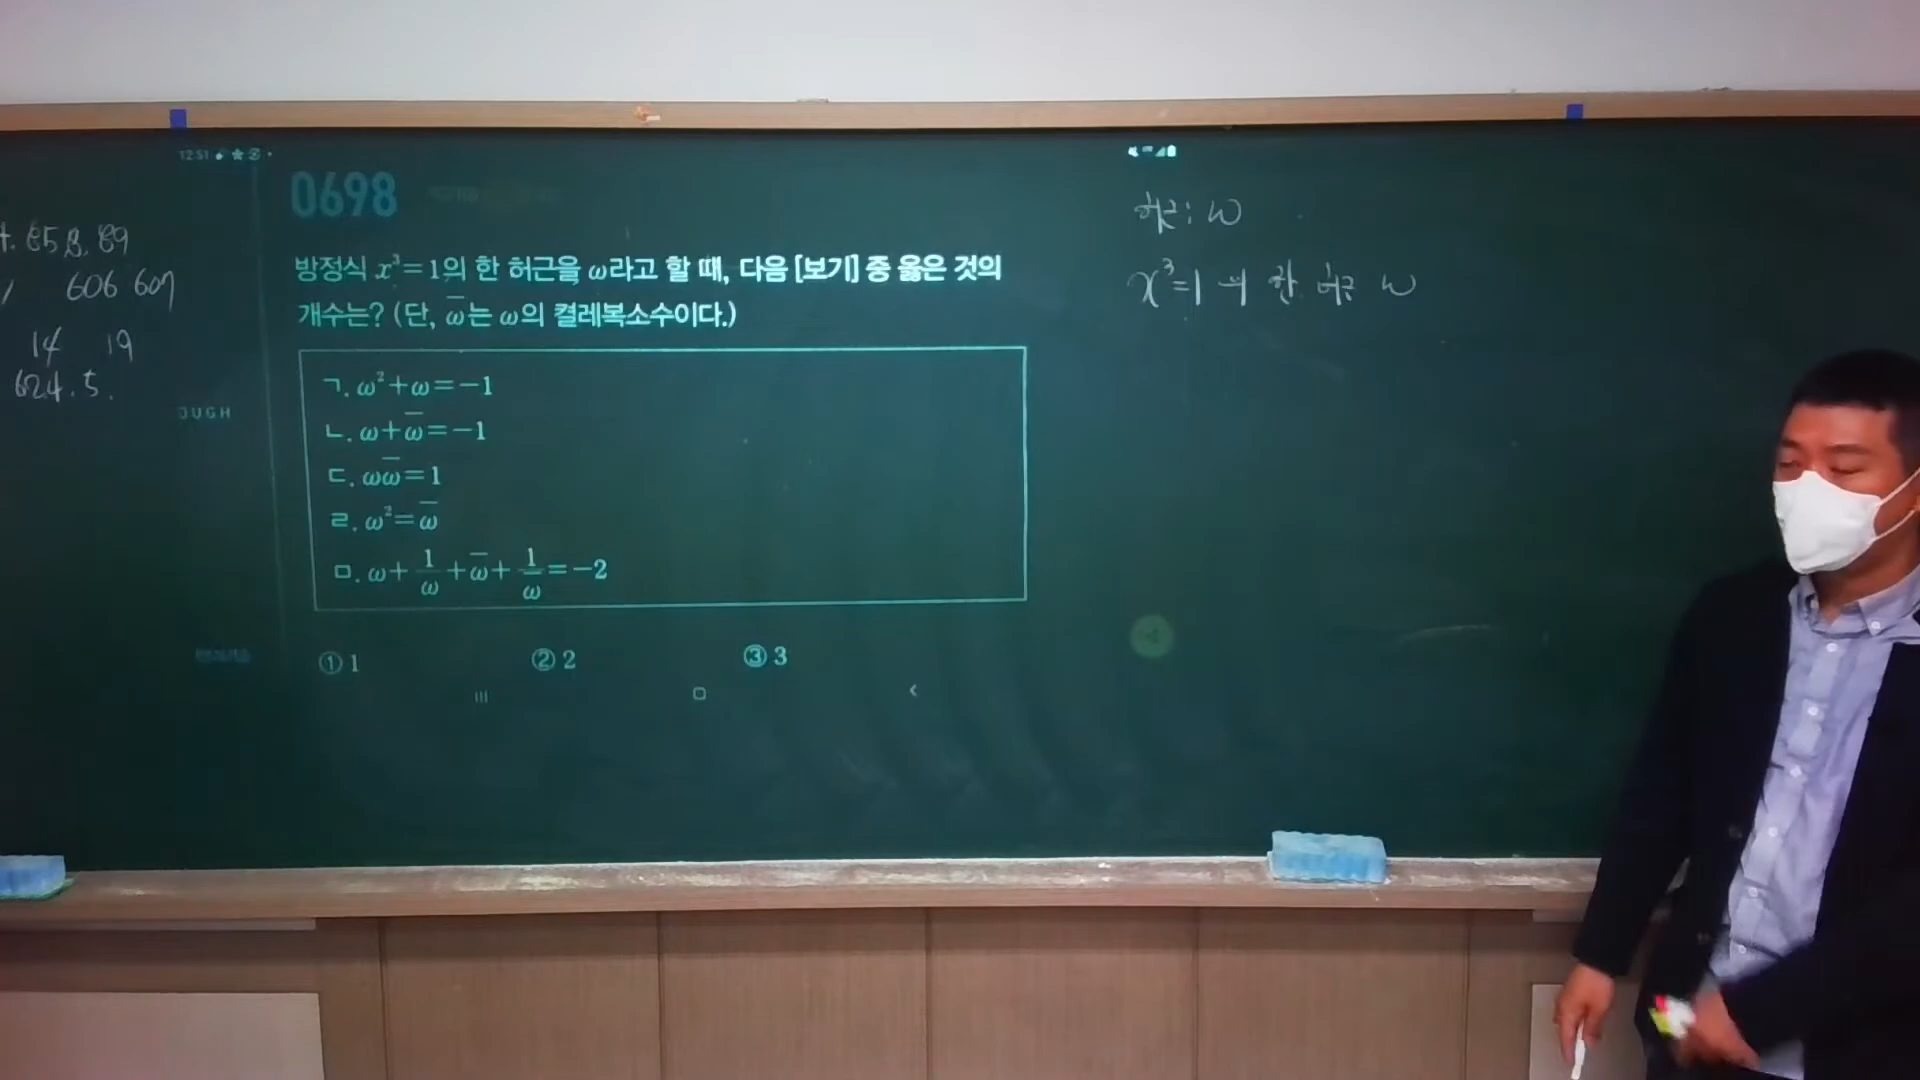 12:51
0698
방정식 x³=1의 한 허근을 ω라고 할 때, 다음 [보기] 중 옳은 것의
개수는? (단, ω̅는 ω의 켤레복소수이다.)
ㄱ. ω²+ω=−1
ㄴ. ω+ω̅=−1
ㄷ. ωω̅=1
ㄹ. ω²=ω̅
ㅁ. ω+1/ω+ω̅+1/ω=−2
① 1 ② 2 ③ 3
허근: ω
x³=1 의 한 허근 ω
606 607
14 19
624.5.
OUGH